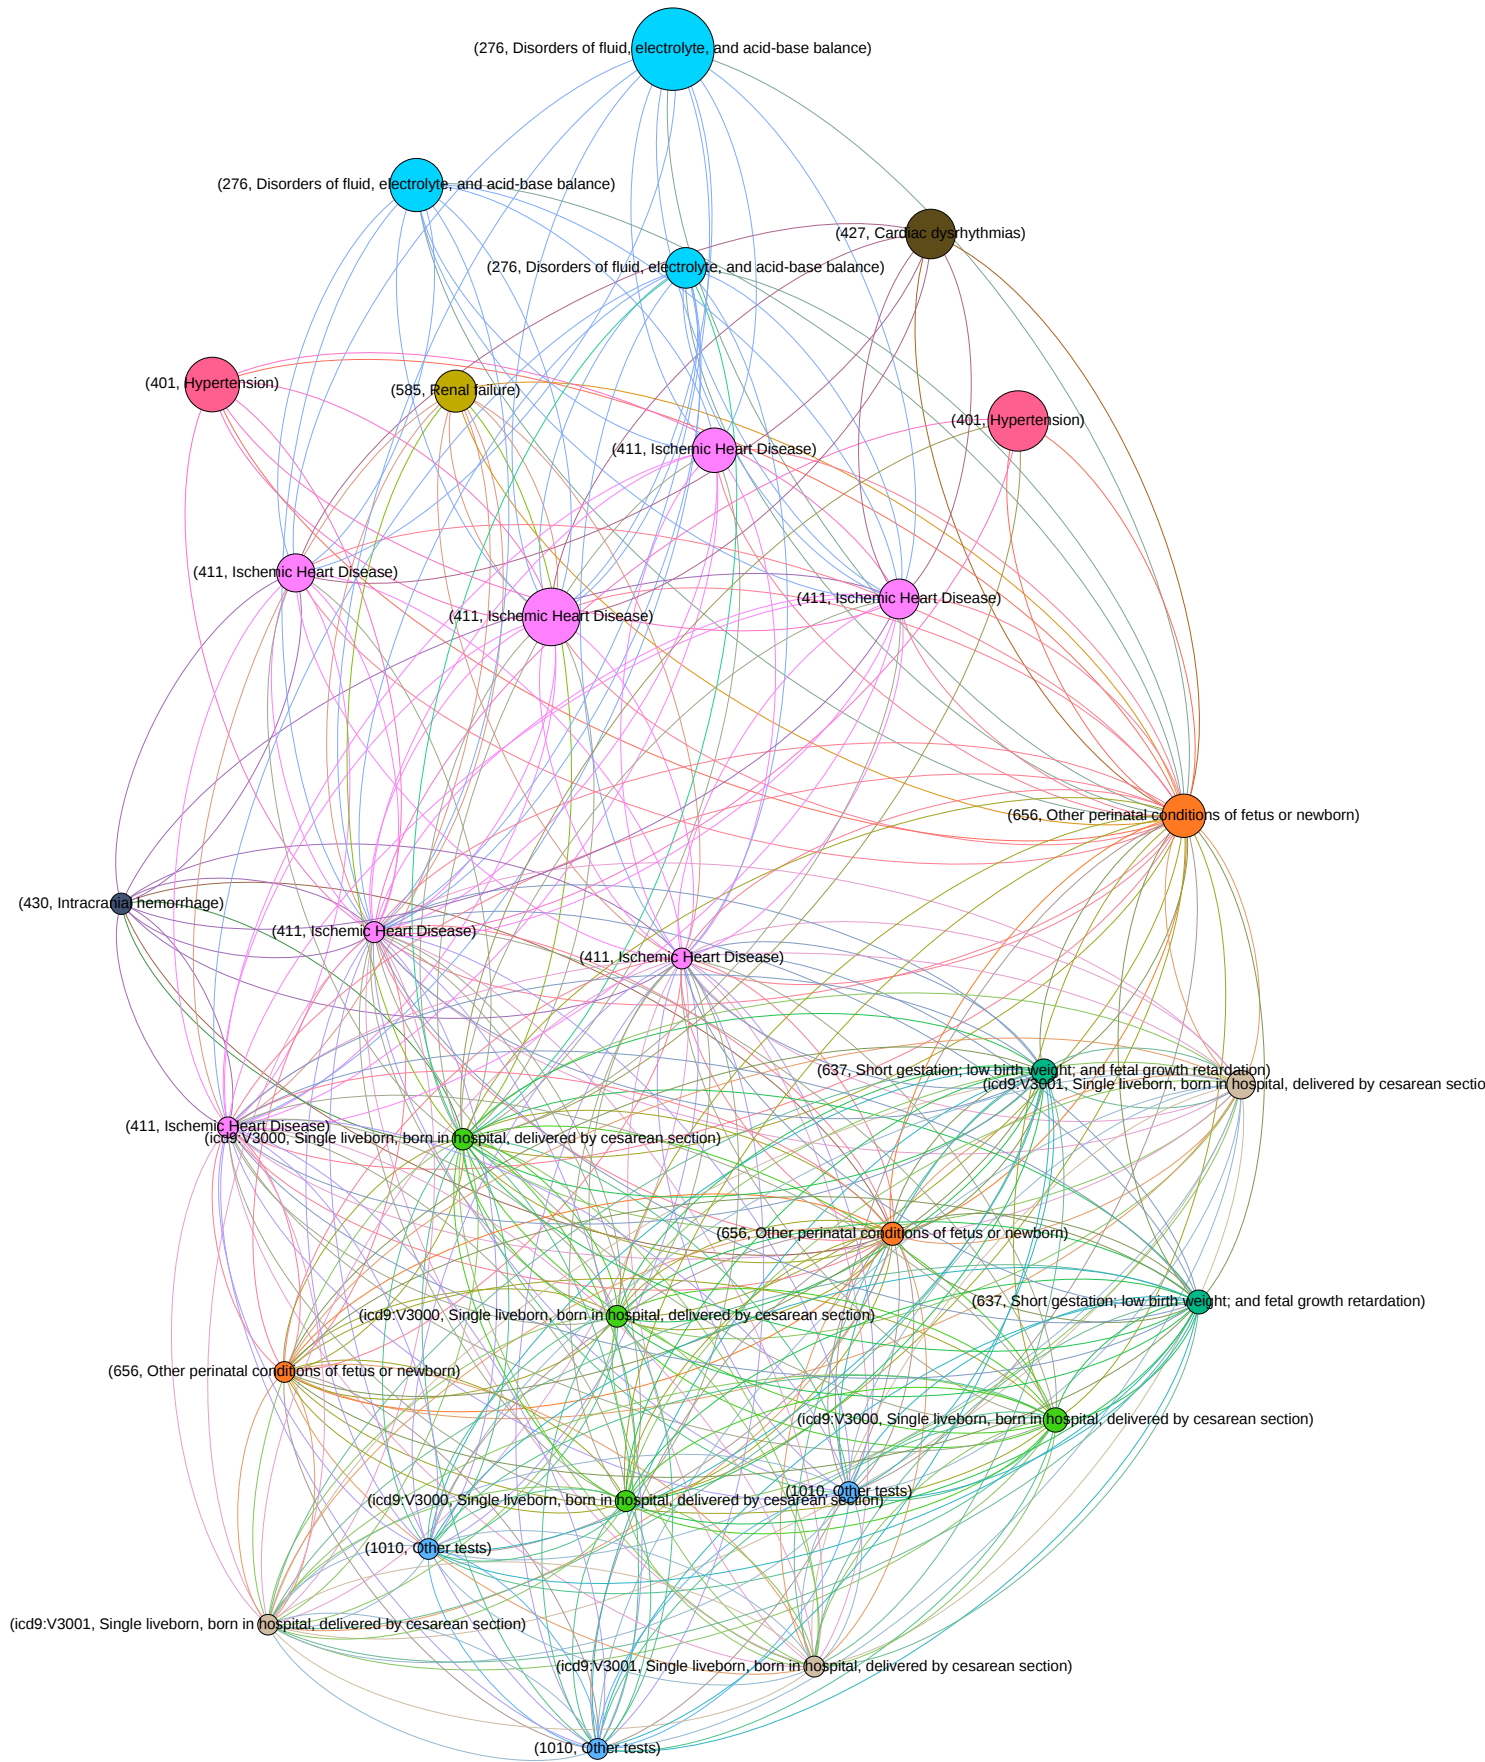 (276, Disorders of fluid, electrolyte, and acid-base balance)
(276, Disorders of fluid, electrolyte, and acid-base balance)
(427, Cardiac dysrhythmias)
(276, Disorders of fluid, electrolyte, and acid-base balance)
(401, Hypertension)
(585, Renal failure)
(401, Hypertension)
(411, Ischemic Heart Disease)
(411, Ischemic Heart Disease)
(411, Ischemic Heart Disease)
(411, Ischemic Heart Disease)
(656, Other perinatal conditions of fetus or newborn)
(430, Intracranial hemorrhage)
(411, Ischemic Heart Disease)
(411, Ischemic Heart Disease)
(637, Short gestation; low birth weight; and fetal growth retardation)
(icd9:V3001, Single liveborn, born in hospital, delivered by cesarean sectio
(411, Ischemic Heart Disease)
(icd9:V3000, Single liveborn, born in hospital, delivered by cesarean section)
(656, Other perinatal conditions of fetus or newborn)
(637, Short gestation; low birth weight; and fetal growth retardation)
(icd9:V3000, Single liveborn, born in hospital, delivered by cesarean section)
(656, Other perinatal conditions of fetus or newborn)
(icd9:V3000, Single liveborn, born in hospital, delivered by cesarean section)
(1010, Other tests)
(icd9:V3000, Single liveborn, born in hospital, delivered by cesarean section)
(1010, Other tests)
(icd9:V3001, Single liveborn, born in hospital, delivered by cesarean section)
(icd9:V3001, Single liveborn, born in hospital, delivered by cesarean section)
(1010, Other tests)